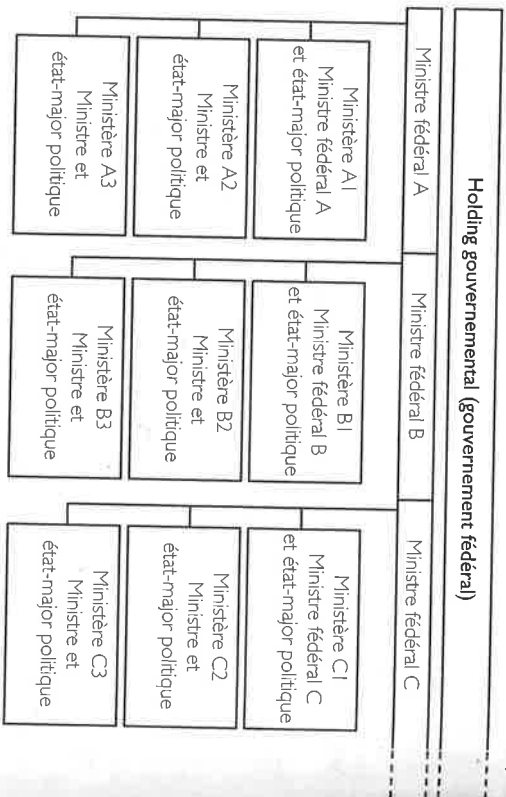 Holding gouvernemental (gouvernement fédéral)
Ministre fédéral A
Ministre fédéral B
Ministre fédéral C
Ministère A1
Ministre fédéral A
et état-major politique
Ministère A2
Ministre et
état-major politique
Ministère A3
Ministre et
état-major politique
Ministère B1
Ministre fédéral B
et état-major politique
Ministère B2
Ministre et
état-major politique
Ministère B3
Ministre et
état-major politique
Ministère C1
Ministre fédéral C
et état-major politique
Ministère C2
Ministre et
état-major politique
Ministère C3
Ministre et
état-major politique